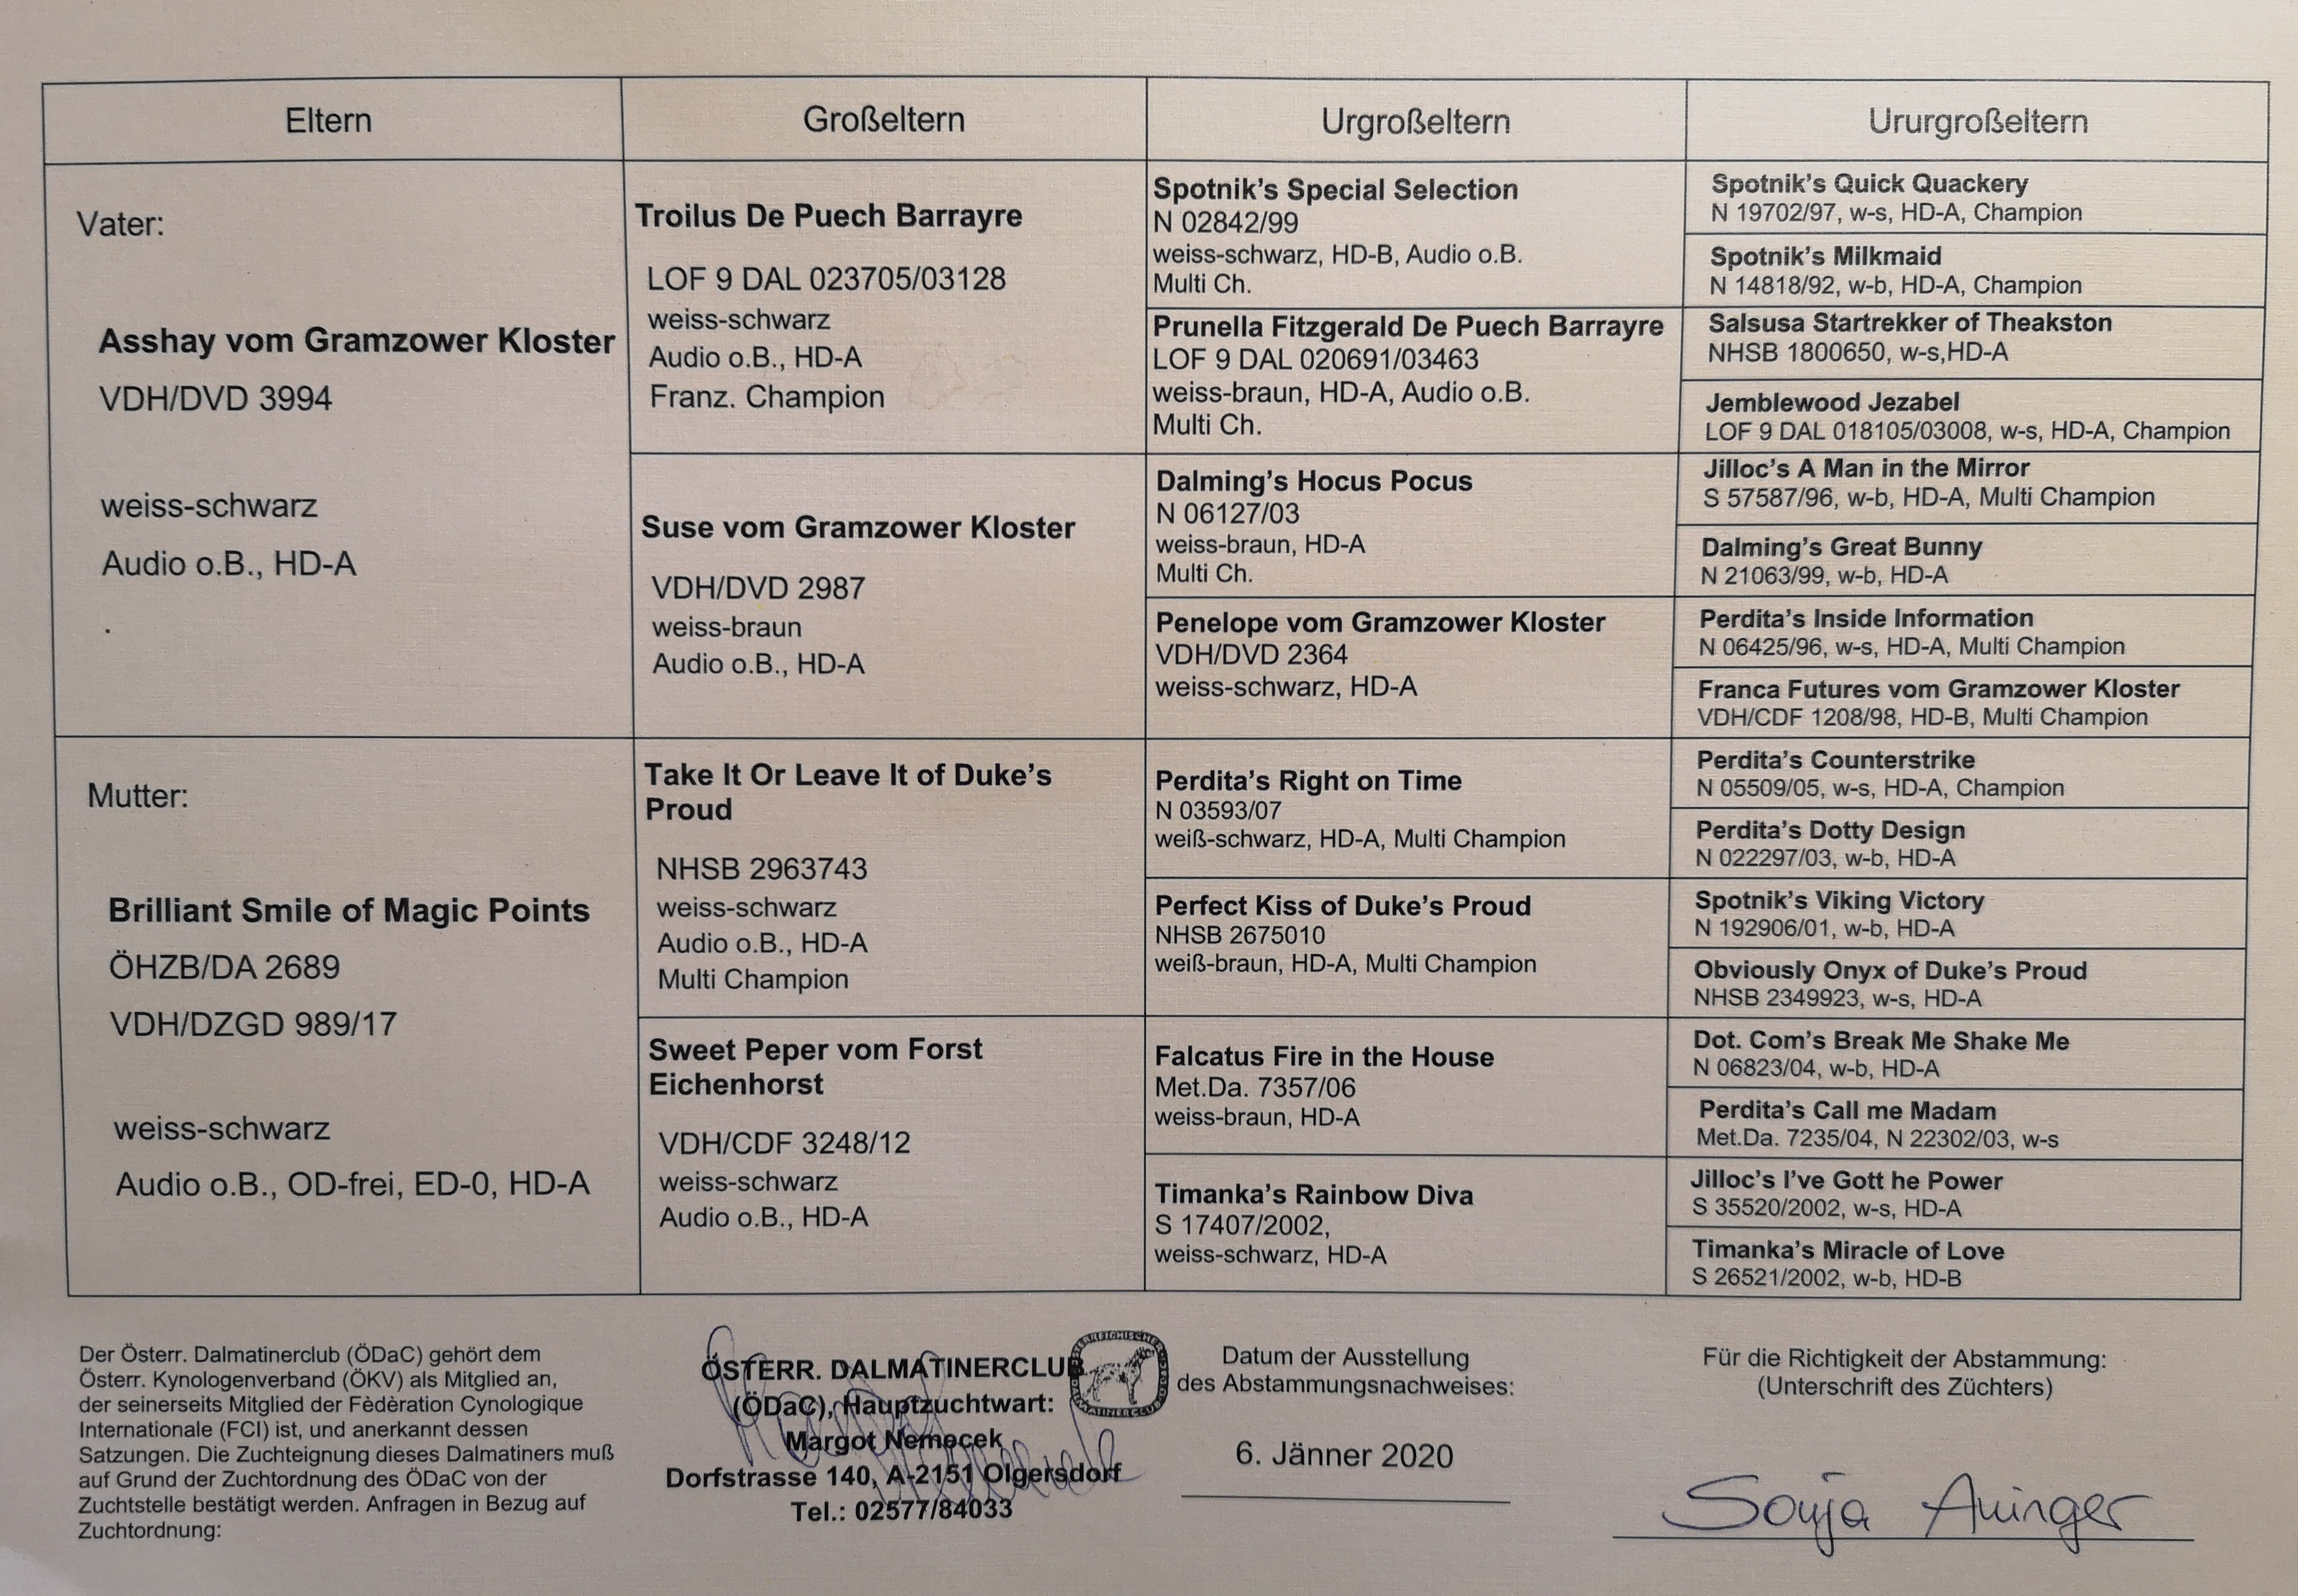 Eltern
Großeltern
Urgroßeltern
Ururgroßeltern
Vater:
Asshay vom Gramzower Kloster
VDH/DVD 3994
weiss-schwarz
Audio o.B., HD-A
Mutter:
Brilliant Smile of Magic Points
ÖHZB/DA 2689
VDH/DZGD 989/17
weiss-schwarz
Audio o.B., OD-frei, ED-0, HD-A
Troilus De Puech Barrayre
LOF 9 DAL 023705/03128
weiss-schwarz
Audio o.B., HD-A
Franz. Champion
Suse vom Gramzower Kloster
VDH/DVD 2987
weiss-braun
Audio o.B., HD-A
Take It Or Leave It of Duke's
Proud
NHSB 2963743
weiss-schwarz
Audio o.B., HD-A
Multi Champion
Sweet Peper vom Forst
Eichenhorst
VDH/CDF 3248/12
weiss-schwarz
Audio o.B., HD-A
Spotnik's Special Selection
N 02842/99
weiss-schwarz, HD-B, Audio o.B.
Multi Ch.
Prunella Fitzgerald De Puech Barrayre
LOF 9 DAL 020691/03463
weiss-braun, HD-A, Audio o.B.
Multi Ch.
Dalming's Hocus Pocus
N 06127/03
weiss-braun, HD-A
Multi Ch.
Penelope vom Gramzower Kloster
VDH/DVD 2364
weiss-schwarz, HD-A
Perdita's Right on Time
N 03593/07
weiß-schwarz, HD-A, Multi Champion
Perfect Kiss of Duke's Proud
NHSB 2675010
weiß-braun, HD-A, Multi Champion
Falcatus Fire in the House
Met.Da. 7357/06
weiss-braun, HD-A
Timanka's Rainbow Diva
S 17407/2002,
weiss-schwarz, HD-A
Spotnik's Quick Quackery
N 19702/97, w-s, HD-A, Champion
Spotnik's Milkmaid
N 14818/92, w-b, HD-A, Champion
Salsusa Startrekker of Theakston
NHSB 1800650, w-s,HD-A
Jemblewood Jezabel
LOF 9 DAL 018105/03008, w-s, HD-A, Champion
Jilloc's A Man in the Mirror
S 57587/96, w-b, HD-A, Multi Champion
Dalming's Great Bunny
N 21063/99, w-b, HD-A
Perdita's Inside Information
N 06425/96, w-s, HD-A, Multi Champion
Franca Futures vom Gramzower Kloster
VDH/CDF 1208/98, HD-B, Multi Champion
Perdita's Counterstrike
N 05509/05, w-s, HD-A, Champion
Perdita's Dotty Design
N 022297/03, w-b, HD-A
Spotnik's Viking Victory
N 192906/01, w-b, HD-A
Obviously Onyx of Duke's Proud
NHSB 2349923, w-s, HD-A
Dot. Com's Break Me Shake Me
N 06823/04, w-b, HD-A
Perdita's Call me Madam
Met.Da. 7235/04, N 22302/03, w-s
Jilloc's I've Gott he Power
S 35520/2002, w-s, HD-A
Timanka's Miracle of Love
S 26521/2002, w-b, HD-B
Der Österr. Dalmatinerclub (ÖDaC) gehört dem
Österr. Kynologenverband (ÖKV) als Mitglied an,
der seinerseits Mitglied der Fèdèration Cynologique
Internationale (FCI) ist, und anerkannt dessen
Satzungen. Die Zuchteignung dieses Dalmatiners muß
auf Grund der Zuchtordnung des ÖDaC von der
Zuchtstelle bestätigt werden. Anfragen in Bezug auf
Zuchtordnung:
ÖSTERR. DALMATINERCLUB
(ÖDaC), Hauptzuchtwart:
Margot Nemecek
Dorfstrasse 140, A-2151 Olgersdorf
Tel.: 02577/84033
Datum der Ausstellung
des Abstammungsnachweises:
6. Jänner 2020
Für die Richtigkeit der Abstammung:
(Unterschrift des Züchters)
Sonja Aninger